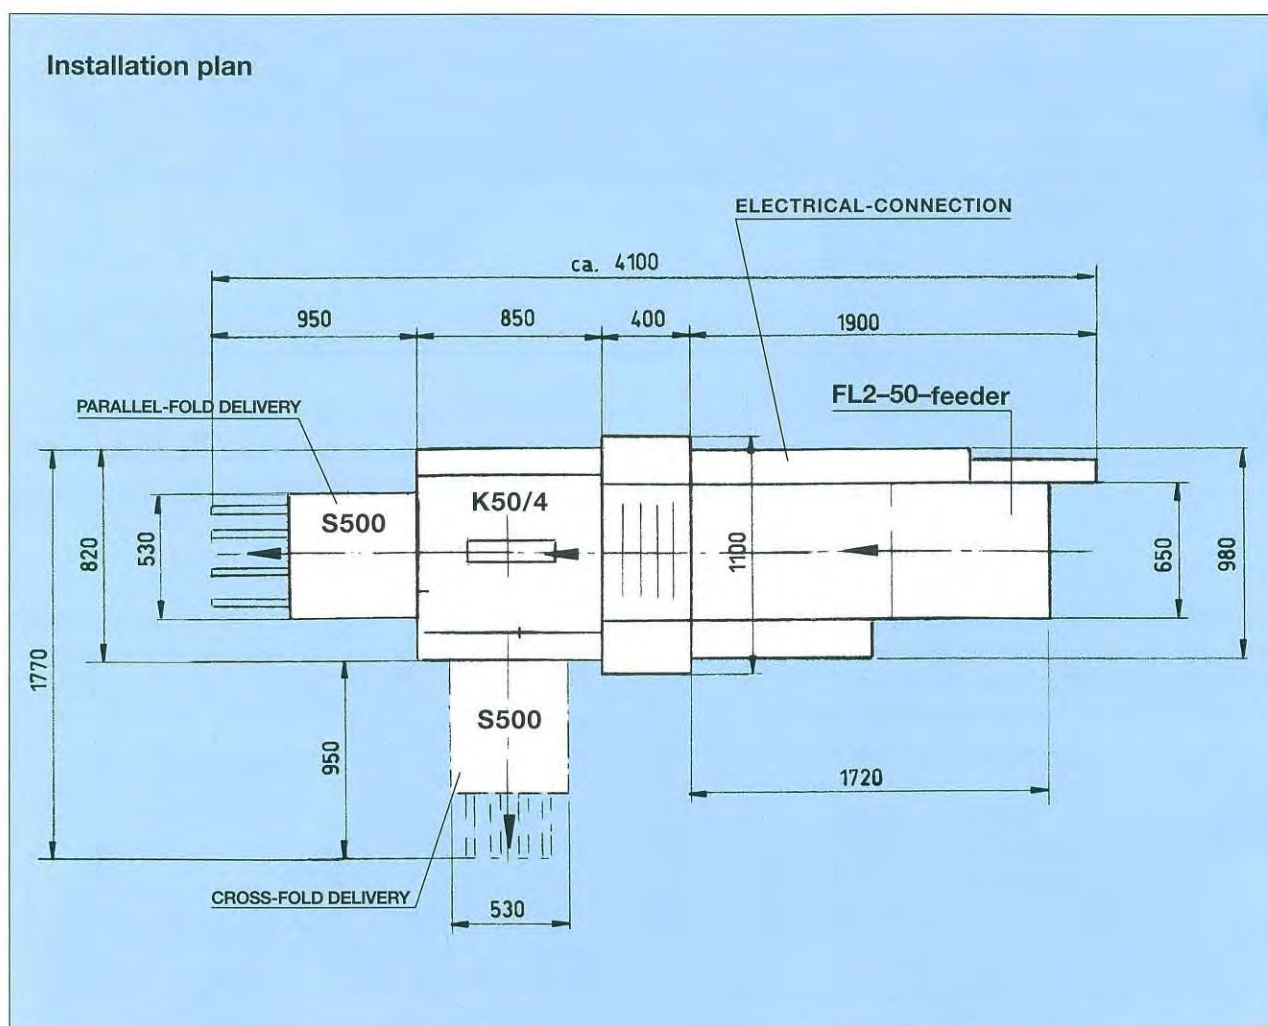 Installation plan
ELECTRICAL-CONNECTION
ca. 4100
950
850
400
1900
FL2-50-feeder
PARALLEL-FOLD DELIVERY
K50/4
S500
1770
820
530
1100
650
980
S500
950
1720
CROSS-FOLD DELIVERY
530